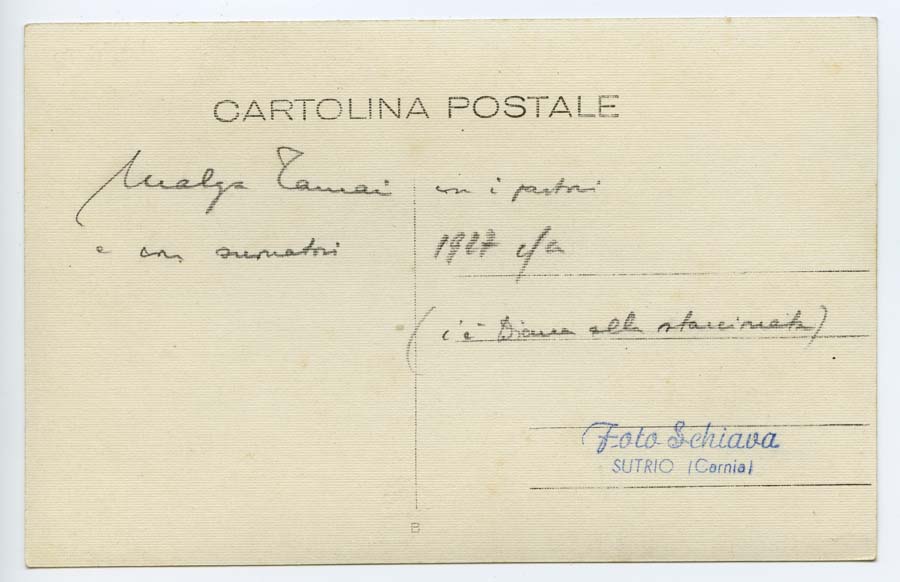 CARTOLINA POSTALE
Malga Tamai con i pastori
e con suonatori 1927 c/a
(c'è Diana alla staccionata)
Foto Schiava
SUTRIO (Carnia)
B